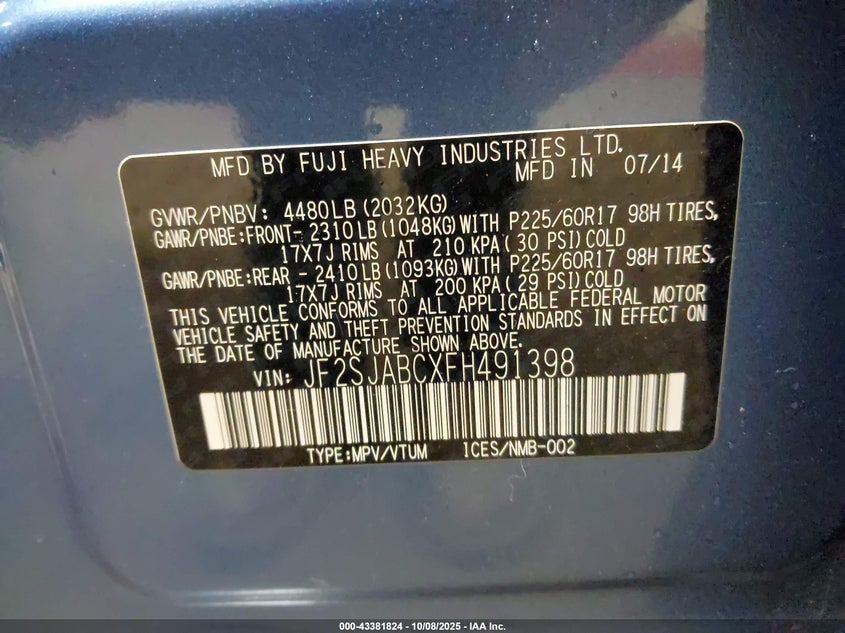 MFD BY FUJI HEAVY INDUSTRIES LTD.
MFD IN 07/14
GVWR/PNBV: 4480LB(2032KG)
GAWR/PNBE:FRONT- 2310LB(1048KG)WITH P225/60R17 98H TIRES,
17X7J RIMS AT 210 KPA( 30 PSI)COLD
GAWR/PNBE:REAR - 2410LB(1093KG)WITH P225/60R17 98H TIRES,
17X7J RIMS AT 200 KPA( 29 PSI)COLD
THIS VEHICLE CONFORMS TO ALL APPLICABLE FEDERAL MOTOR
VEHICLE SAFETY AND THEFT PREVENTION STANDARDS IN EFFECT ON
THE DATE OF MANUFACTURE SHOWN ABOVE.
VIN: JF2SJABCXFH491398
TYPE:MPV/VTUM ICES/NMB-002
000-43381824 - 10/08/2025 - IAA Inc.